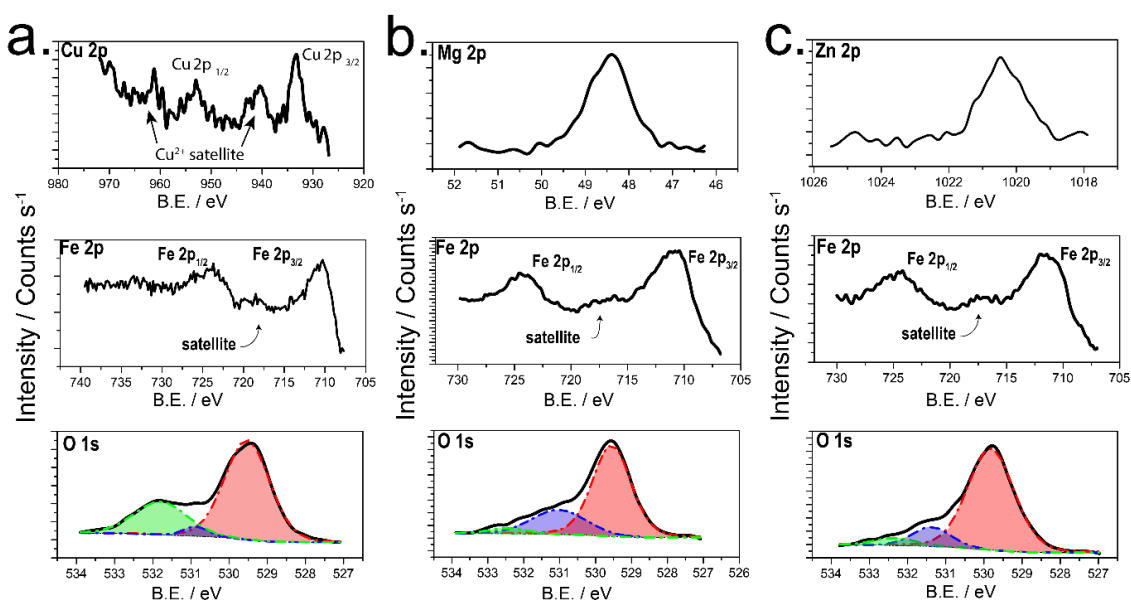 a.
Cu 2p
Cu 2p 1/2
Cu 2p 3/2
Cu2+ satellite
980 970 960 950 940 930 920
B.E. / eV
Fe 2p
Fe 2p1/2
Fe 2p3/2
satellite
740 735 730 725 720 715 710 705
B.E. / eV
O 1s
534 533 532 531 530 529 528 527
B.E. / eV
Intensity / Counts s-1
b.
Mg 2p
52 51 50 49 48 47 46
B.E. / eV
Fe 2p
Fe 2p1/2
Fe 2p3/2
satellite
730 725 720 715 710 705
B.E. / eV
O 1s
534 533 532 531 530 529 528 527 526
B.E. / eV
Intensity / Counts s-1
c.
Zn 2p
1026 1024 1022 1020 1018
B.E. / eV
Fe 2p
Fe 2p1/2
Fe 2p3/2
satellite
730 725 720 715 710 705
B.E. / eV
O 1s
534 533 532 531 530 529 528 527
B.E. / eV
Intensity / Counts s-1